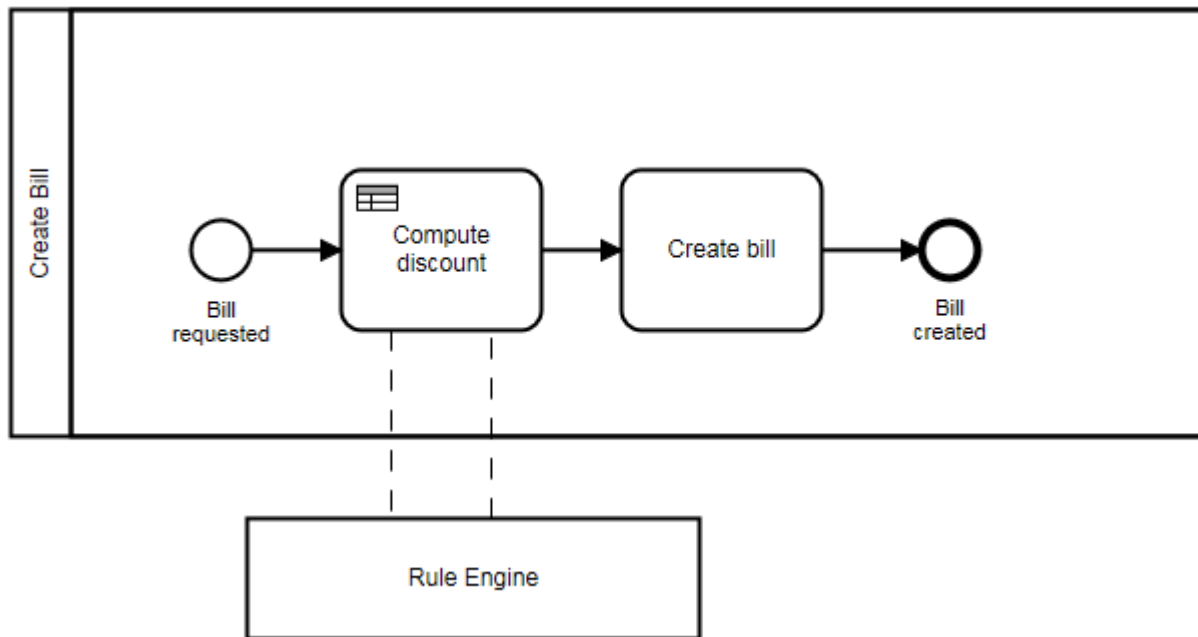 Create Bill
Compute
discount
Create bill
Bill
requested
Bill
created
Rule Engine